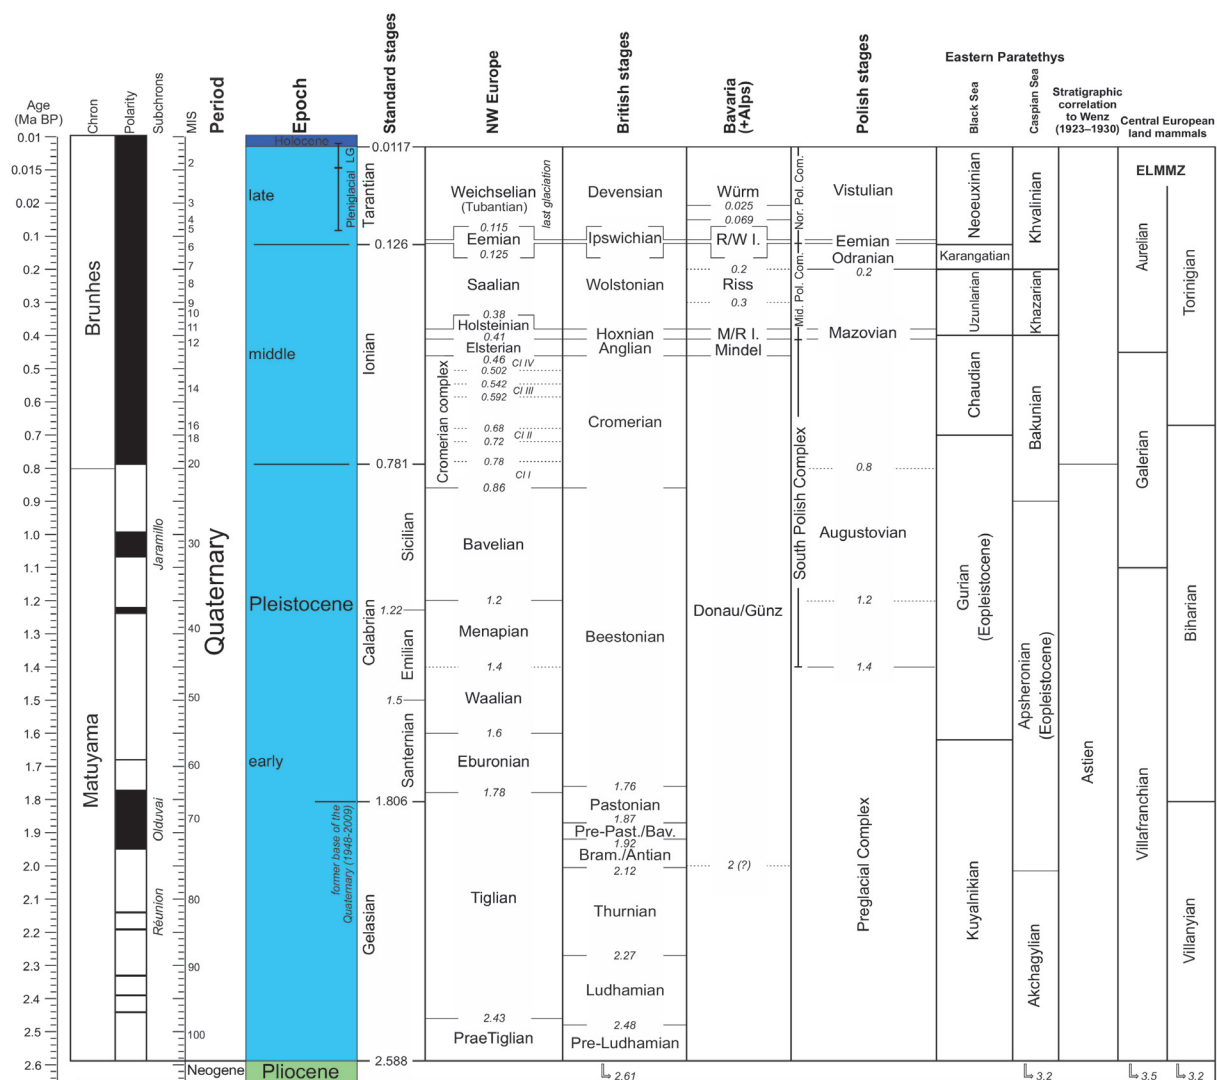 Age
(Ma BP)
Chron
Polarity
Subchrons
MIS
Period
Epoch
Standard stages
NW Europe
British stages
Bavaria
(+Alps)
Polish stages
Eastern Paratethys
Black Sea
Caspian Sea
Stratigraphic
correlation
to Wenz
(1923–1930)
Central European
land mammals
ELMMZ
0.01
0.015
0.02
0.1
0.2
0.3
0.4
0.5
0.6
0.7
0.8
0.9
1.0
1.1
1.2
1.3
1.4
1.5
1.6
1.7
1.8
1.9
2.0
2.1
2.2
2.3
2.4
2.5
2.6
Brunhes
Matuyama
Jaramillo
Olduvai
Réunion
2
3
4
5
6
7
8
9
10
11
12
14
16
18
20
30
40
50
60
70
80
90
100
Quaternary
Neogene
Holocene
late
middle
Pleistocene
early
Pliocene
LG
Pleniglacial
former base of the
Quaternary (1948-2009)
0.0117
Tarantian
0.126
Ionian
0.781
Sicilian
1.22
Calabrian
Emilian
1.5
Santernian
1.806
Gelasian
2.588
Weichselian
(Tubantian)
last glaciation
0.115
Eemian
0.125
Saalian
0.38
Holsteinian
0.41
Elsterian
0.46
CI IV
0.502
0.542
CI III
0.592
0.68
CI II
0.72
0.78
CI I
0.86
Cromerian complex
Bavelian
1.2
Menapian
1.4
Waalian
1.6
Eburonian
1.78
Tiglian
2.43
PraeTiglian
Devensian
Ipswichian
Wolstonian
Hoxnian
Anglian
Cromerian
Beestonian
1.76
Pastonian
1.87
Pre-Past./Bav.
1.92
Bram./Antian
2.12
Thurnian
2.27
Ludhamian
2.48
Pre-Ludhamian
2.61
Würm
0.025
0.069
R/W I.
0.2
Riss
0.3
M/R I.
Mindel
Donau/Günz
2 (?)
Nor. Pol. Com.
Mid. Pol. Com.
South Polish Complex
Vistulian
Eemian
Odranian
0.2
Mazovian
0.8
Augustovian
1.2
1.4
Preglacial Complex
Neoeuxinian
Karangatian
Uzunlarian
Chaudian
Gurian
(Eopleistocene)
Kuyalnikian
Khvalinian
Khazarian
Bakunian
Apsheronian
(Eopleistocene)
Akchagylian
3.2
Astien
Aurelian
Galerian
Villafranchian
3.5
Torinigian
Biharian
Villanyian
3.2